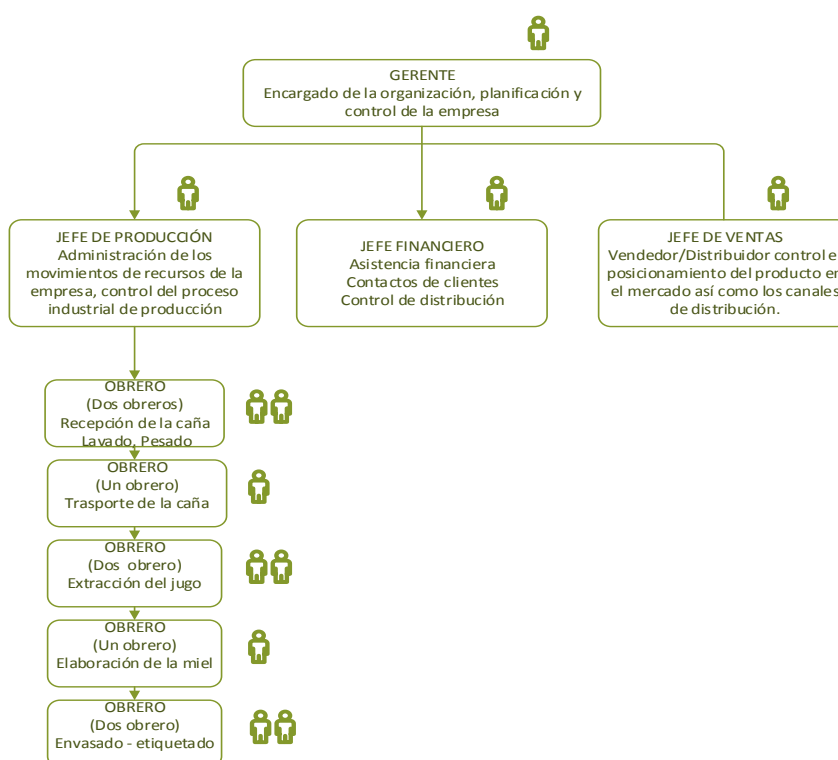 GERENTE
Encargado de la organización, planificación y
control de la empresa
JEFE DE PRODUCCIÓN
Administración de los
movimientos de recursos de la
empresa, control del proceso
industrial de producción
JEFE FINANCIERO
Asistencia financiera
Contactos de clientes
Control de distribución
JEFE DE VENTAS
Vendedor/Distribuidor control e
posicionamiento del producto en
el mercado así como los canales
de distribución.
OBRERO
(Dos obreros)
Recepción de la caña
Lavado, Pesado
OBRERO
(Un obrero)
Trasporte de la caña
OBRERO
(Dos obrero)
Extracción del jugo
OBRERO
(Un obrero)
Elaboración de la miel
OBRERO
(Dos obrero)
Envasado - etiquetado